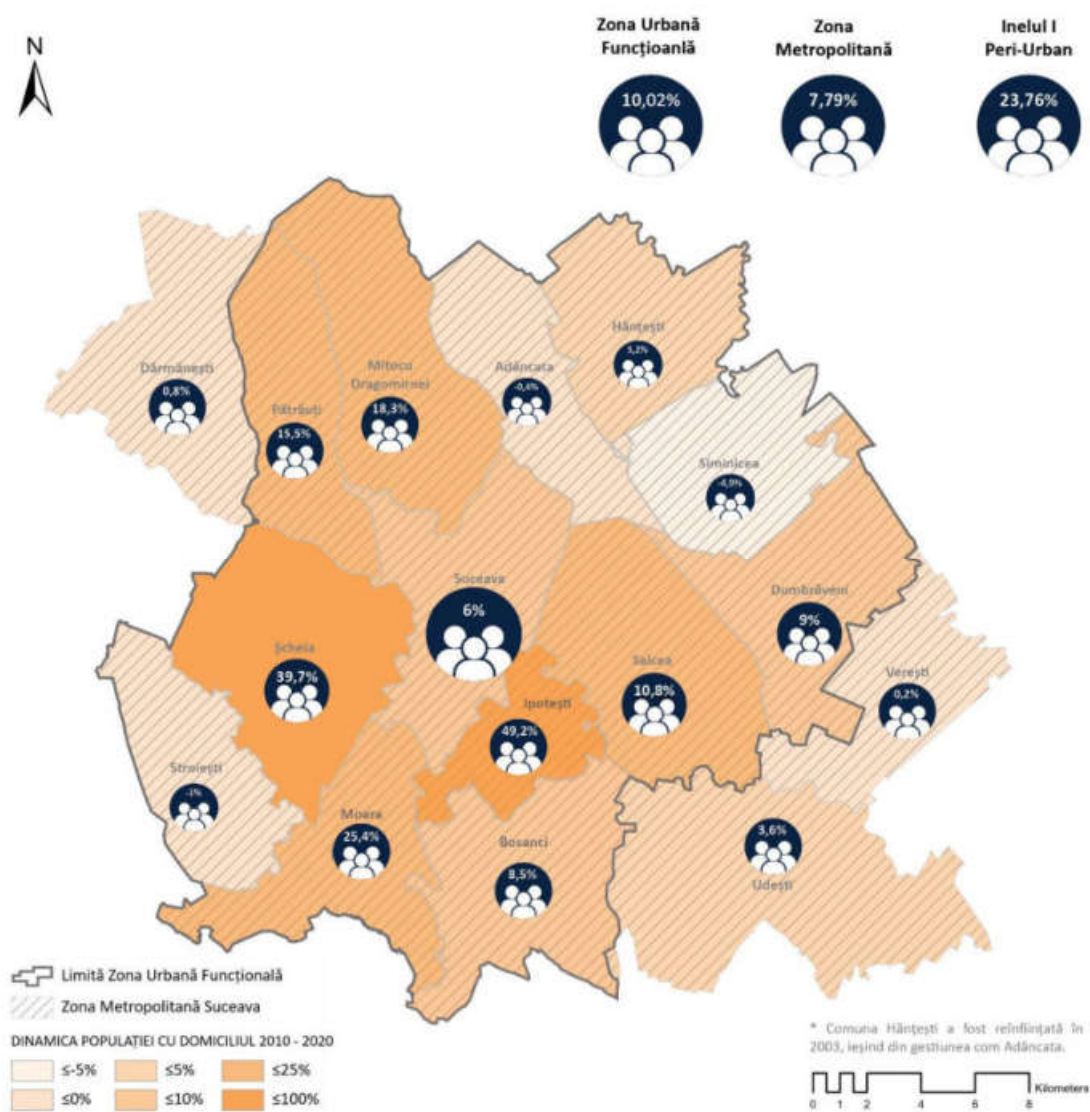 Zona Urbană
Funcțioanlă
Zona
Metropolitană
Inelul I
Peri-Urban
N
10,02%
7,79%
23,76%
Hânțești
5,2%
Dărmănești
0,8%
Mitocu
Dragomirnei
18,3%
Adâncata
-0,4%
Pătrăuți
15,5%
Siminicea
-4,9%
Suceava
6%
Dumbrăveni
9%
Șcheia
39,7%
Salcea
10,8%
Verești
0,2%
Ipotești
49,2%
Stroiești
-1%
Moara
25,4%
Bosanci
8,5%
3,6%
Udești
Limită Zona Urbană Funcțională
Zona Metropolitană Suceava
DINAMICA POPULAȚIEI CU DOMICILIUL 2010 - 2020
≤-5% ≤5% ≤25%
≤0% ≤10% ≤100%
* Comuna Hânțești a fost reînființată în
2003, ieșind din gestiunea com Adâncata.
Kilometers
0 1 2 4 6 8